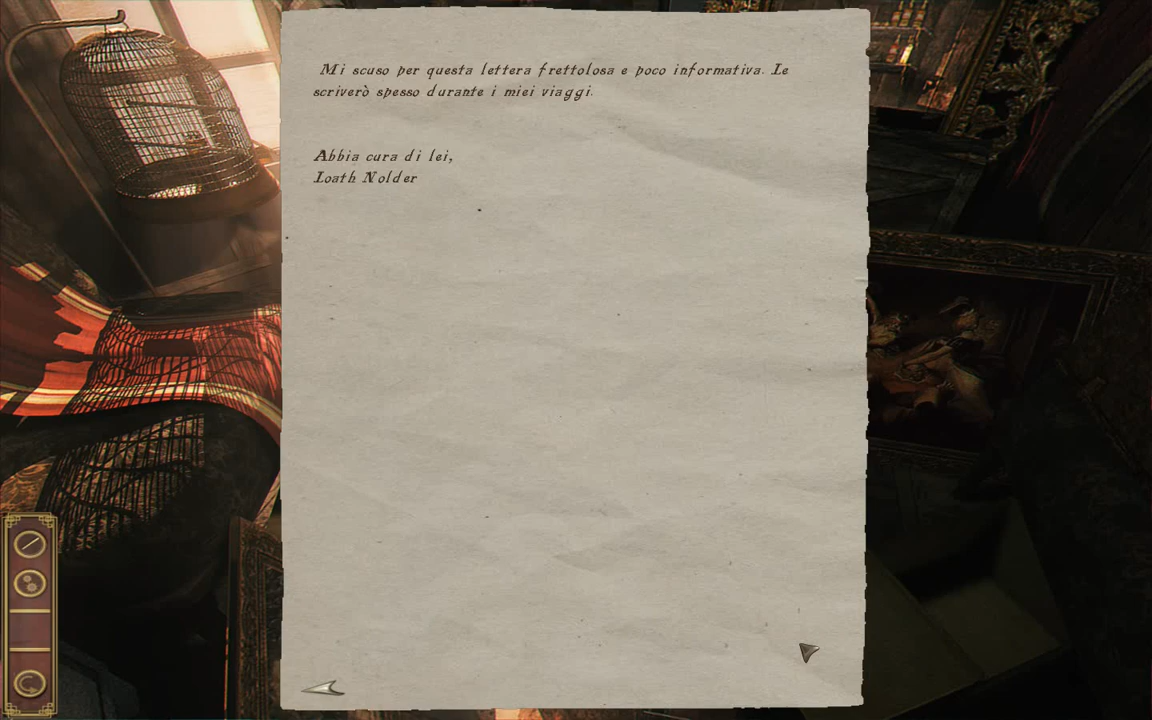 Mi scuso per questa lettera frettolosa e poco informativa. Le
scriverò spesso durante i miei viaggi.
Abbia cura di lei,
Loath Nolder